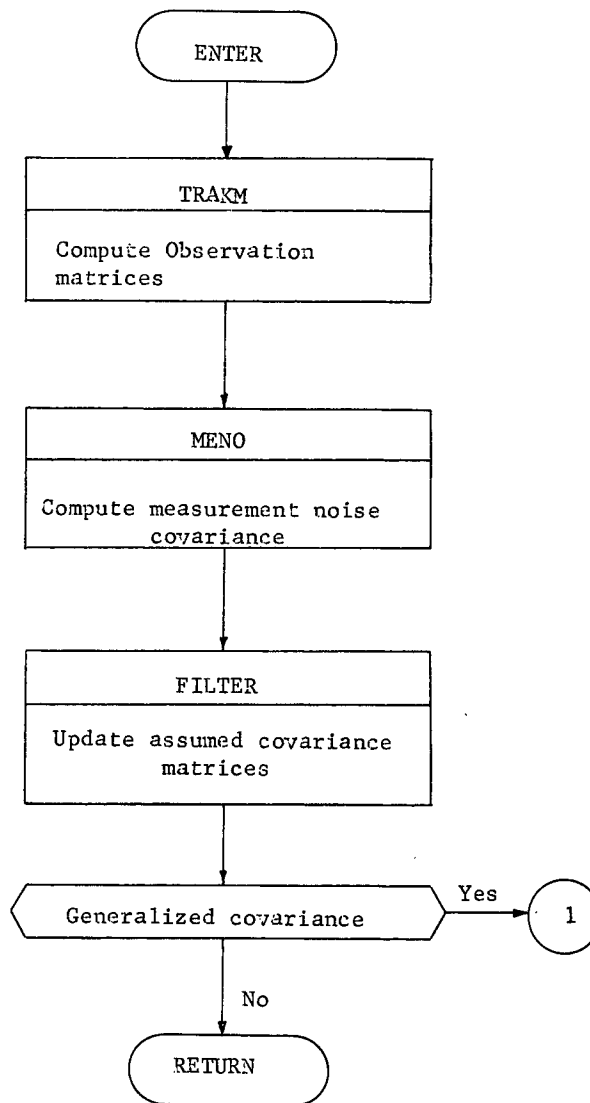 ENTER
TRAKM
Compute Observation
matrices
MENO
Compute measurement noise
covariance
FILTER
Update assumed covariance
matrices
Generalized covariance
Yes
1
No
RETURN